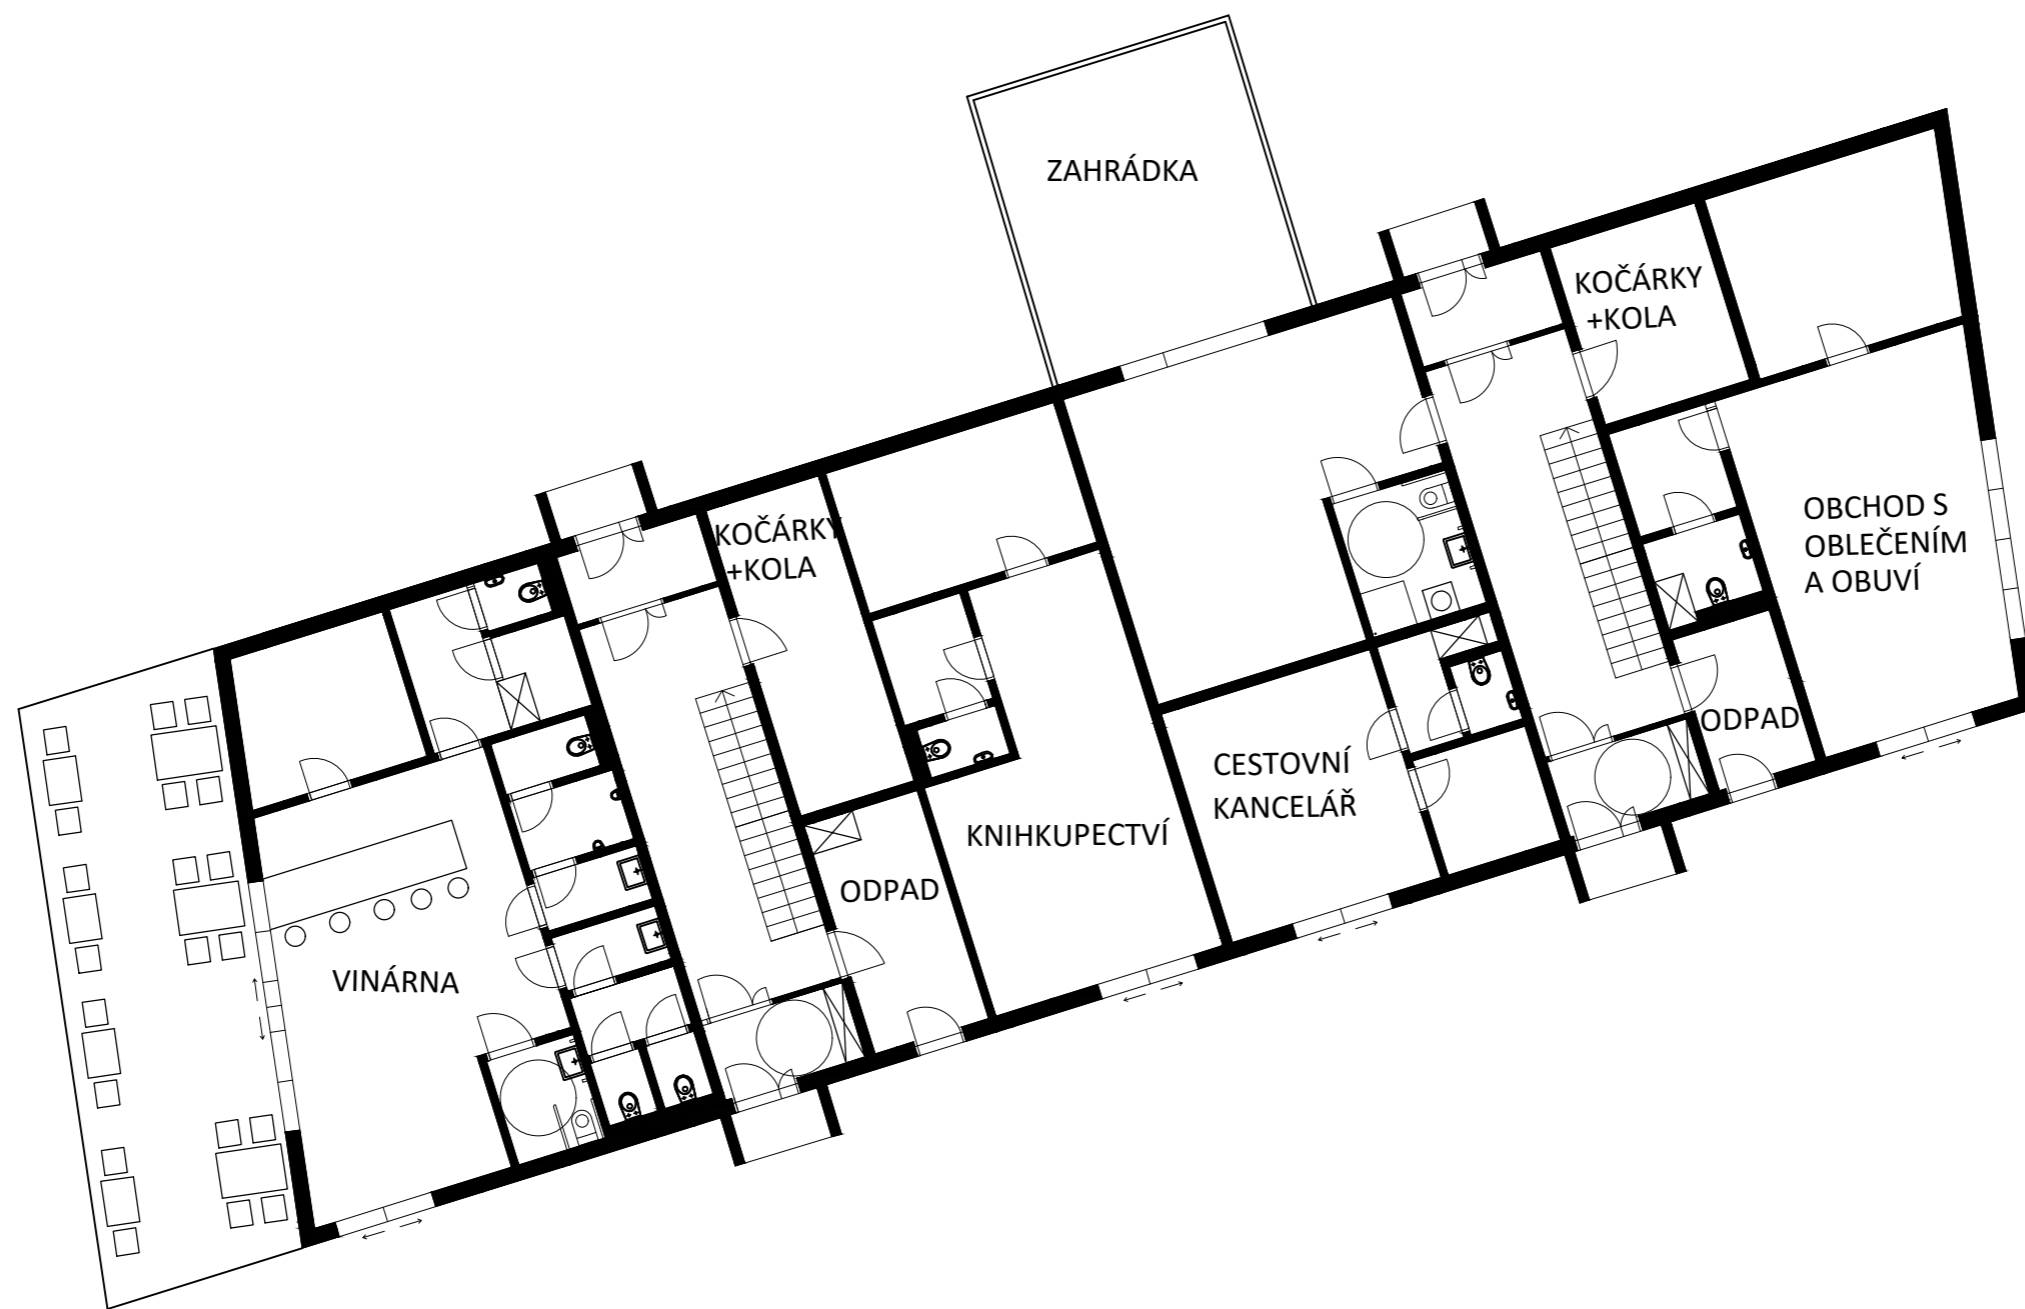 ZAHRÁDKA
KOČÁRKY
+KOLA
KOČÁRKY
+KOLA
OBCHOD S
OBLEČENÍM
A OBUVÍ
ODPAD
CESTOVNÍ
KANCELÁŘ
KNIHKUPECTVÍ
ODPAD
VINÁRNA